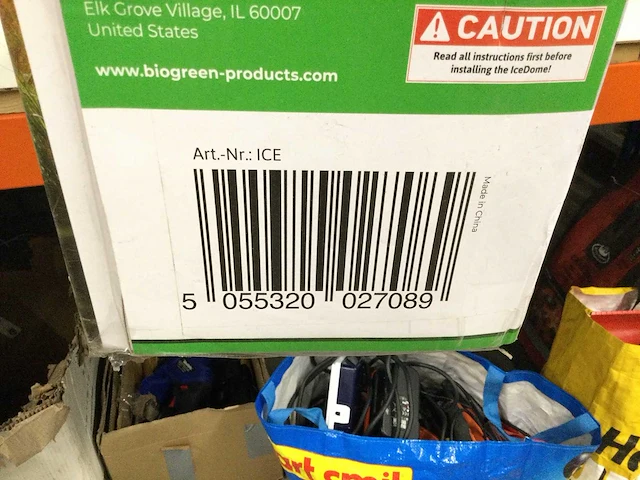 Elk Grove Village, IL 60007
United States
www.biogreen-products.com
CAUTION
Read all instructions first before
installing the IceDome!
Art.-Nr.: ICE
Made in China
5 055320 027089